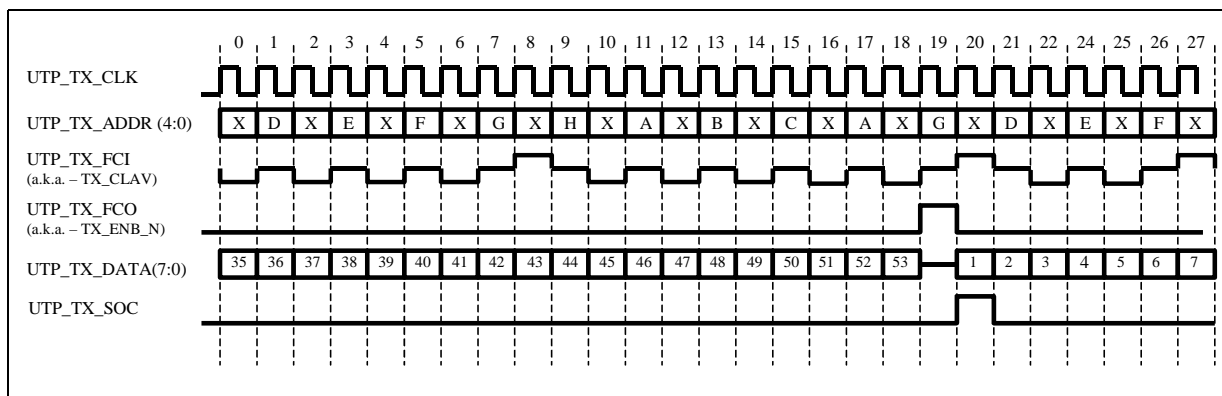 0 1 2 3 4 5 6 7 8 9 10 11 12 13 14 15 16 17 18 19 20 21 22 24 25 26 27
UTP_TX_CLK
UTP_TX_ADDR (4:0) X D X E X F X G X H X A X B X C X A X G X D X E X F X
UTP_TX_FCI
(a.k.a. – TX_CLAV)
UTP_TX_FCO
(a.k.a. – TX_ENB_N)
UTP_TX_DATA(7:0) 35 36 37 38 39 40 41 42 43 44 45 46 47 48 49 50 51 52 53 1 2 3 4 5 6 7
UTP_TX_SOC